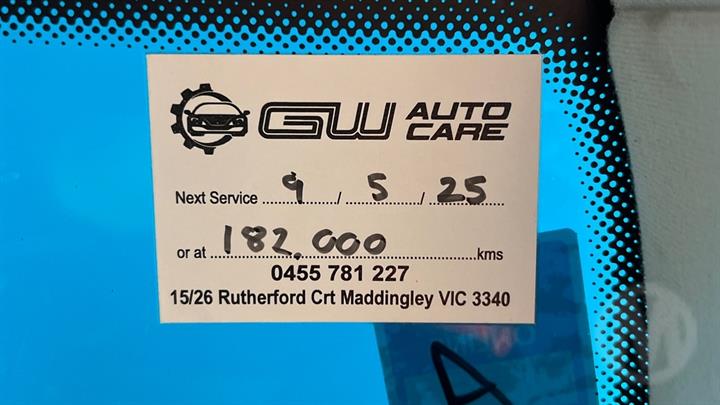 GW AUTO CARE
Next Service 9 / 5 / 25
or at 182.000 kms
0455 781 227
15/26 Rutherford Crt Maddingley VIC 3340
A